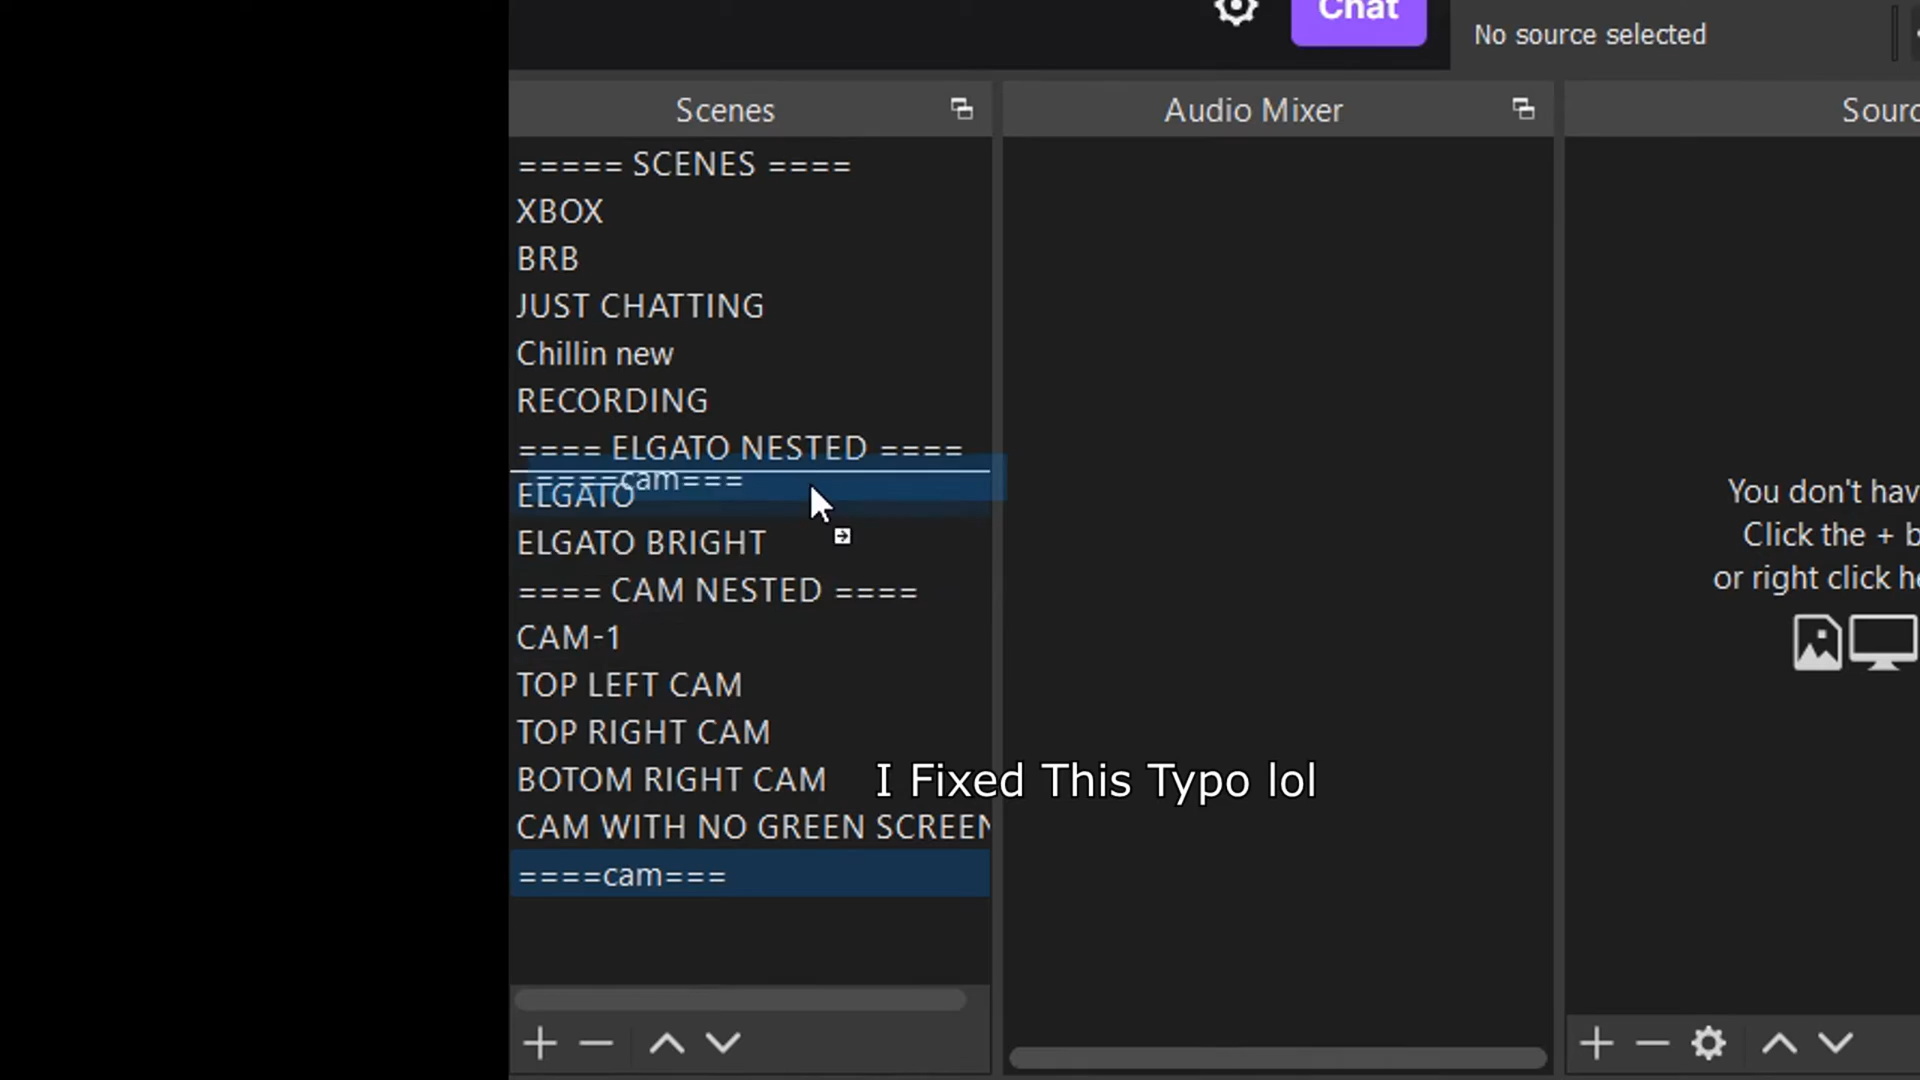 Chat
No source selected
Scenes
Audio Mixer
Sourc
===== SCENES ====
XBOX
BRB
JUST CHATTING
Chillin new
RECORDING
==== ELGATO NESTED ====
====cam===
ELGATO
ELGATO BRIGHT
==== CAM NESTED ====
CAM-1
TOP LEFT CAM
TOP RIGHT CAM
BOTOM RIGHT CAM
I Fixed This Typo lol
CAM WITH NO GREEN SCREEN
====cam===
You don't hav
Click the + b
or right click he